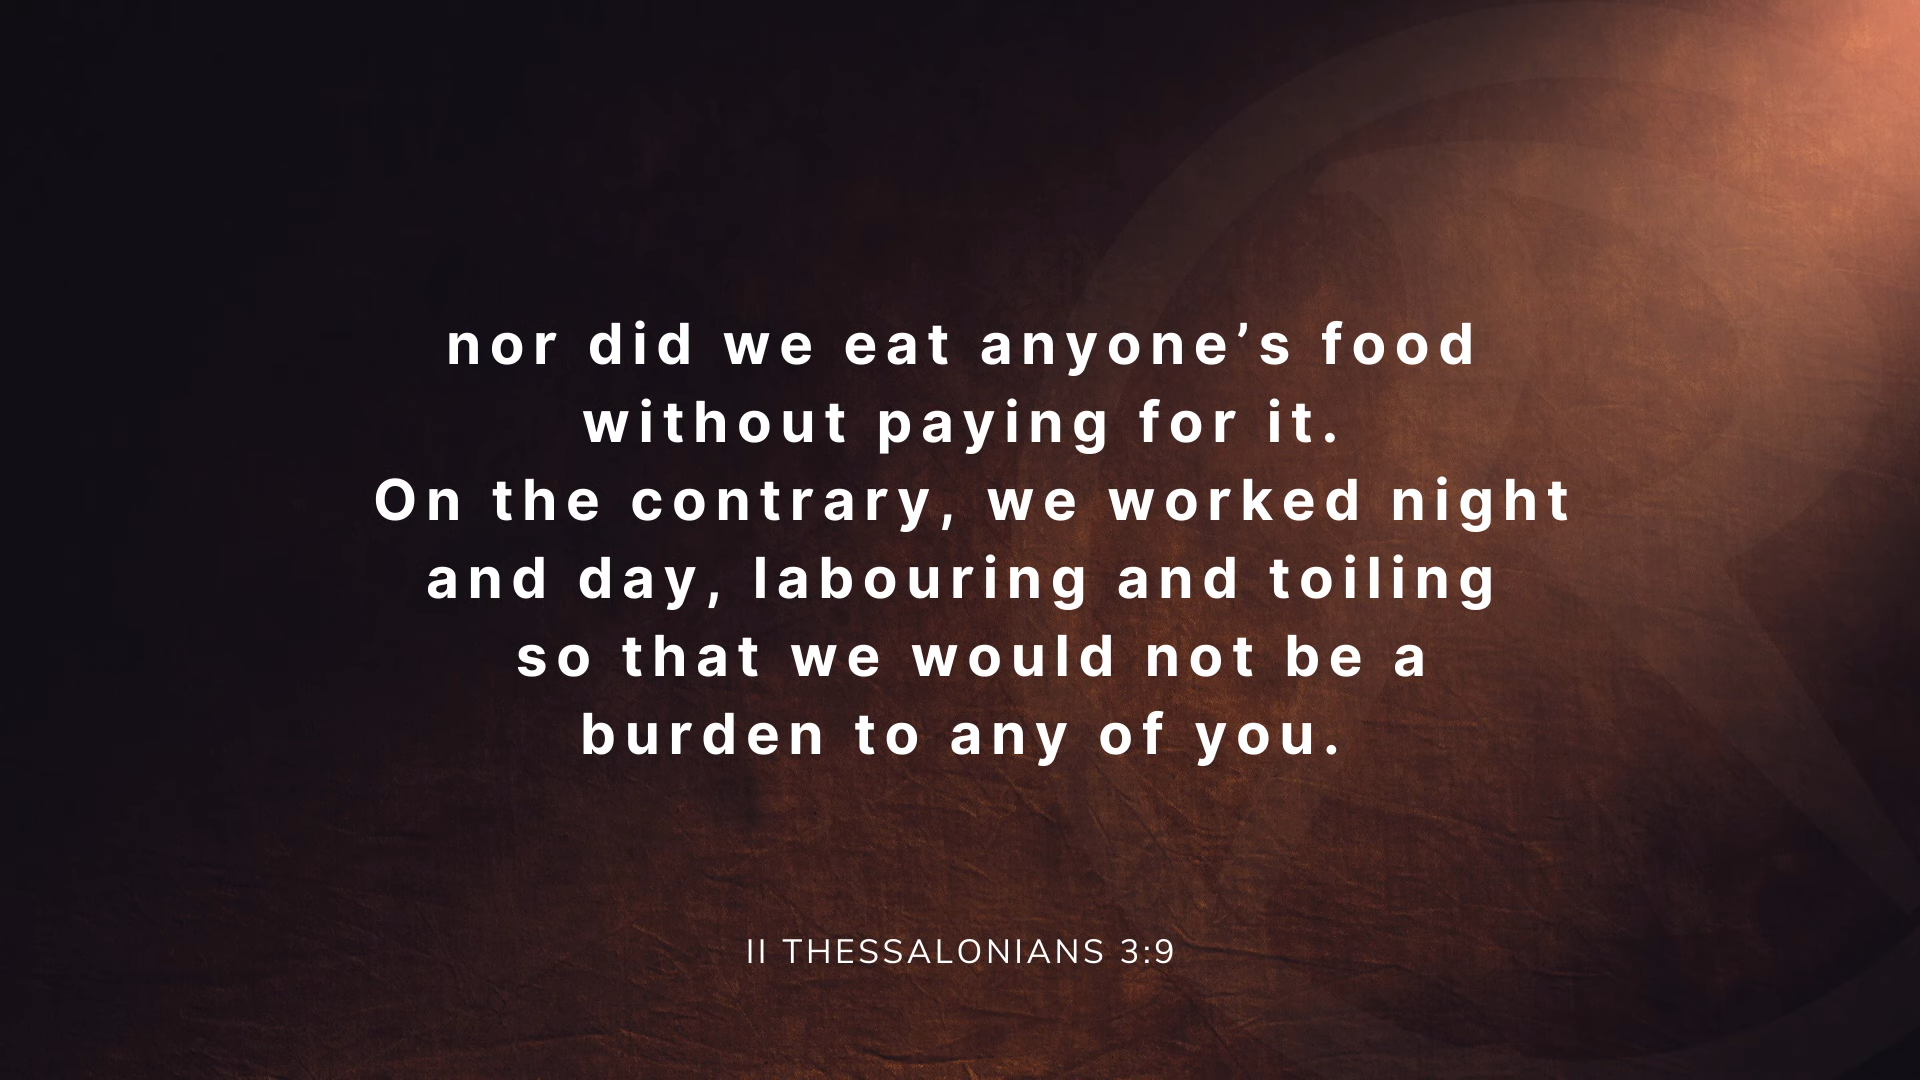 nor did we eat anyone’s food
without paying for it.
On the contrary, we worked night
and day, labouring and toiling
so that we would not be a
burden to any of you.
II THESSALONIANS 3:9